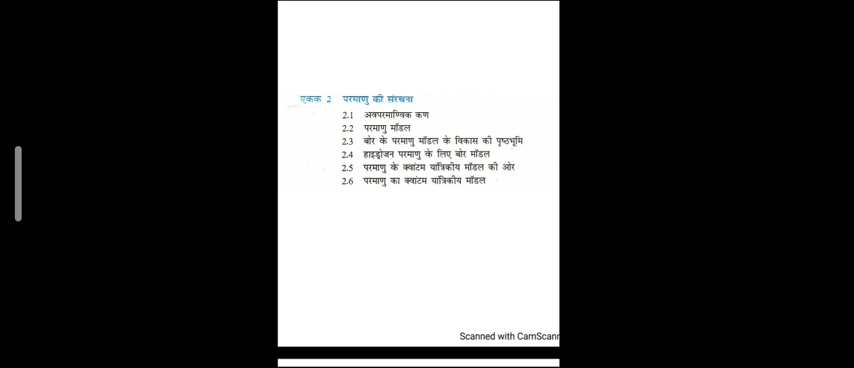 एकक 2 परमाणु की संरचना
2.1 अवपरमाण्विक कण
2.2 परमाणु मॉडल
2.3 बोर के परमाणु मॉडल के विकास की पृष्ठभूमि
2.4 हाइड्रोजन परमाणु के लिए बोर मॉडल
2.5 परमाणु के क्वांटम यांत्रिकीय मॉडल की ओर
2.6 परमाणु का क्वांटम यांत्रिकीय मॉडल
Scanned with CamScann